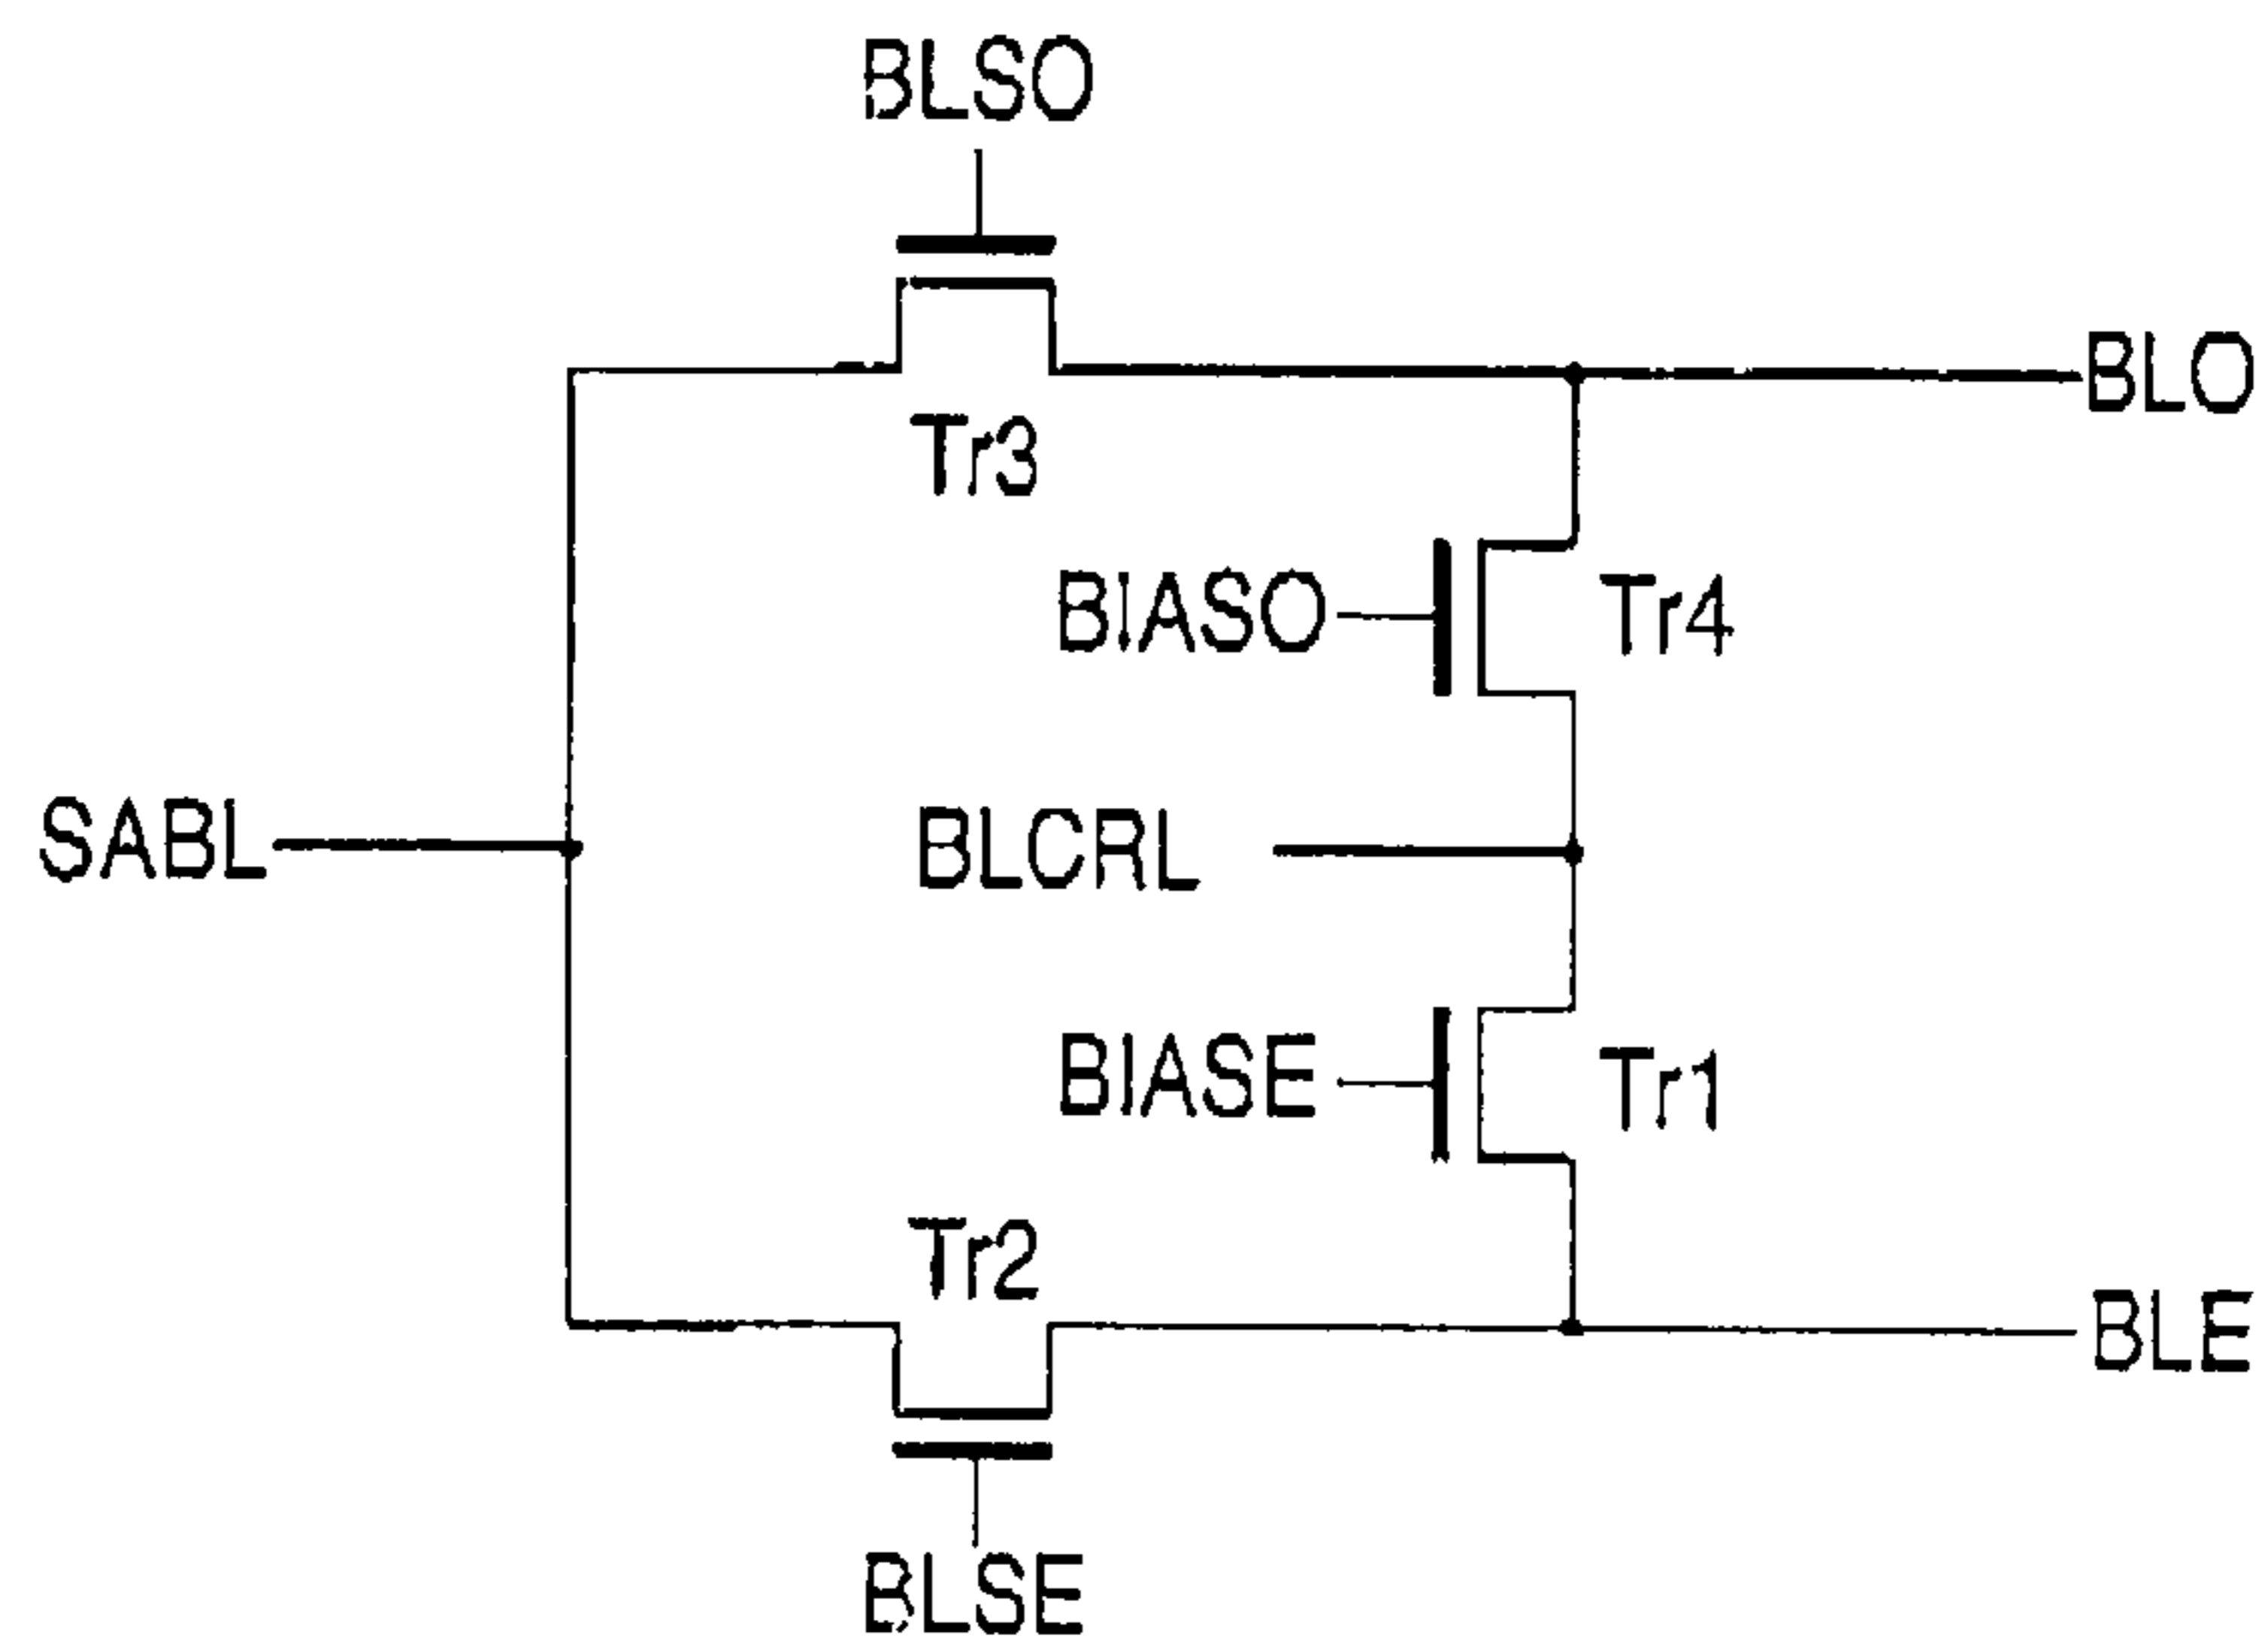 BLSO
BLO
Tr3
BIASO
Tr4
SABL
BLCRL
BIASE
Tr1
Tr2
BLE
BLSE